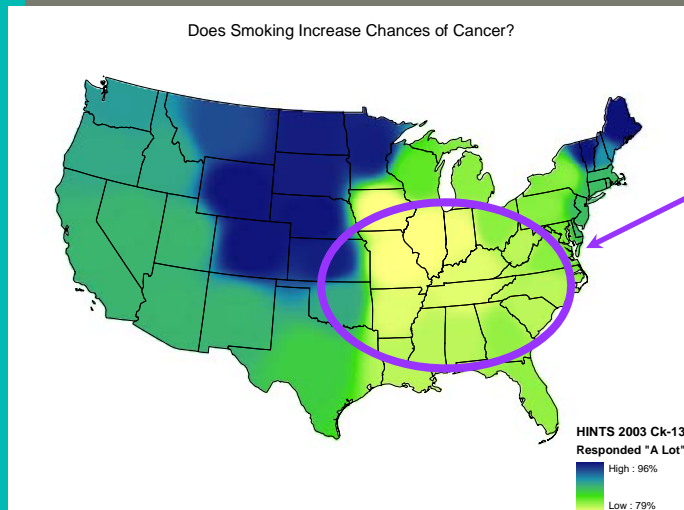 Does Smoking Increase Chances of Cancer?
HINTS 2003 Ck-13
Responded "A Lot"
High : 96%
Low : 79%